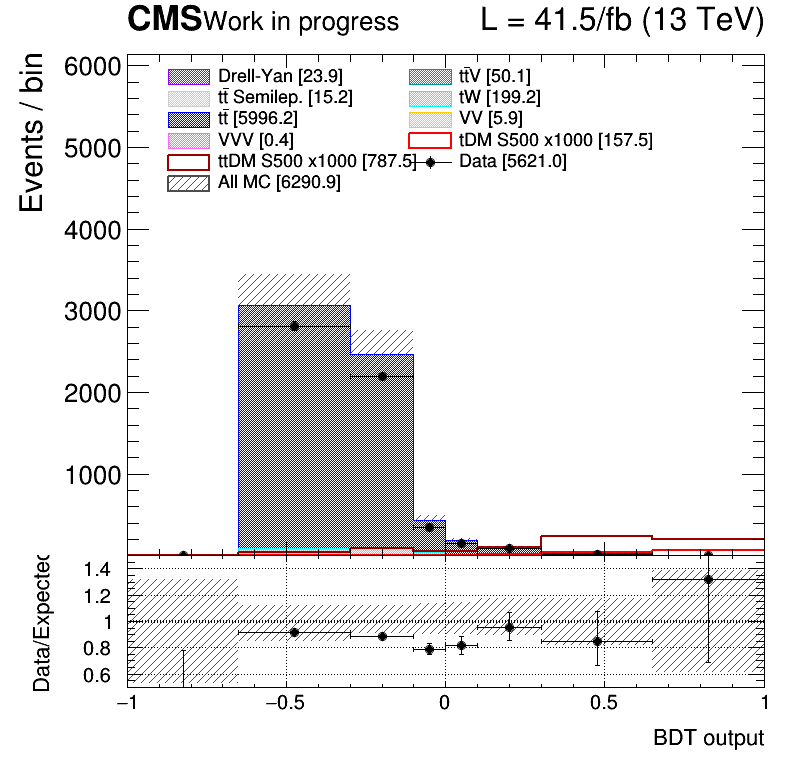 CMS Work in progress L = 41.5/fb (13 TeV)
Events / bin
6000
5000
4000
3000
2000
1000
Drell-Yan [23.9] tt̄V [50.1]
tt̄ Semilep. [15.2] tW [199.2]
tt̄ [5996.2] VV [5.9]
VVV [0.4] tDM S500 x1000 [157.5]
ttDM S500 x1000 [787.5] Data [5621.0]
All MC [6290.9]
Data/Expected
1.4
1.2
1
0.8
0.6
−1 −0.5 0 0.5 1
BDT output